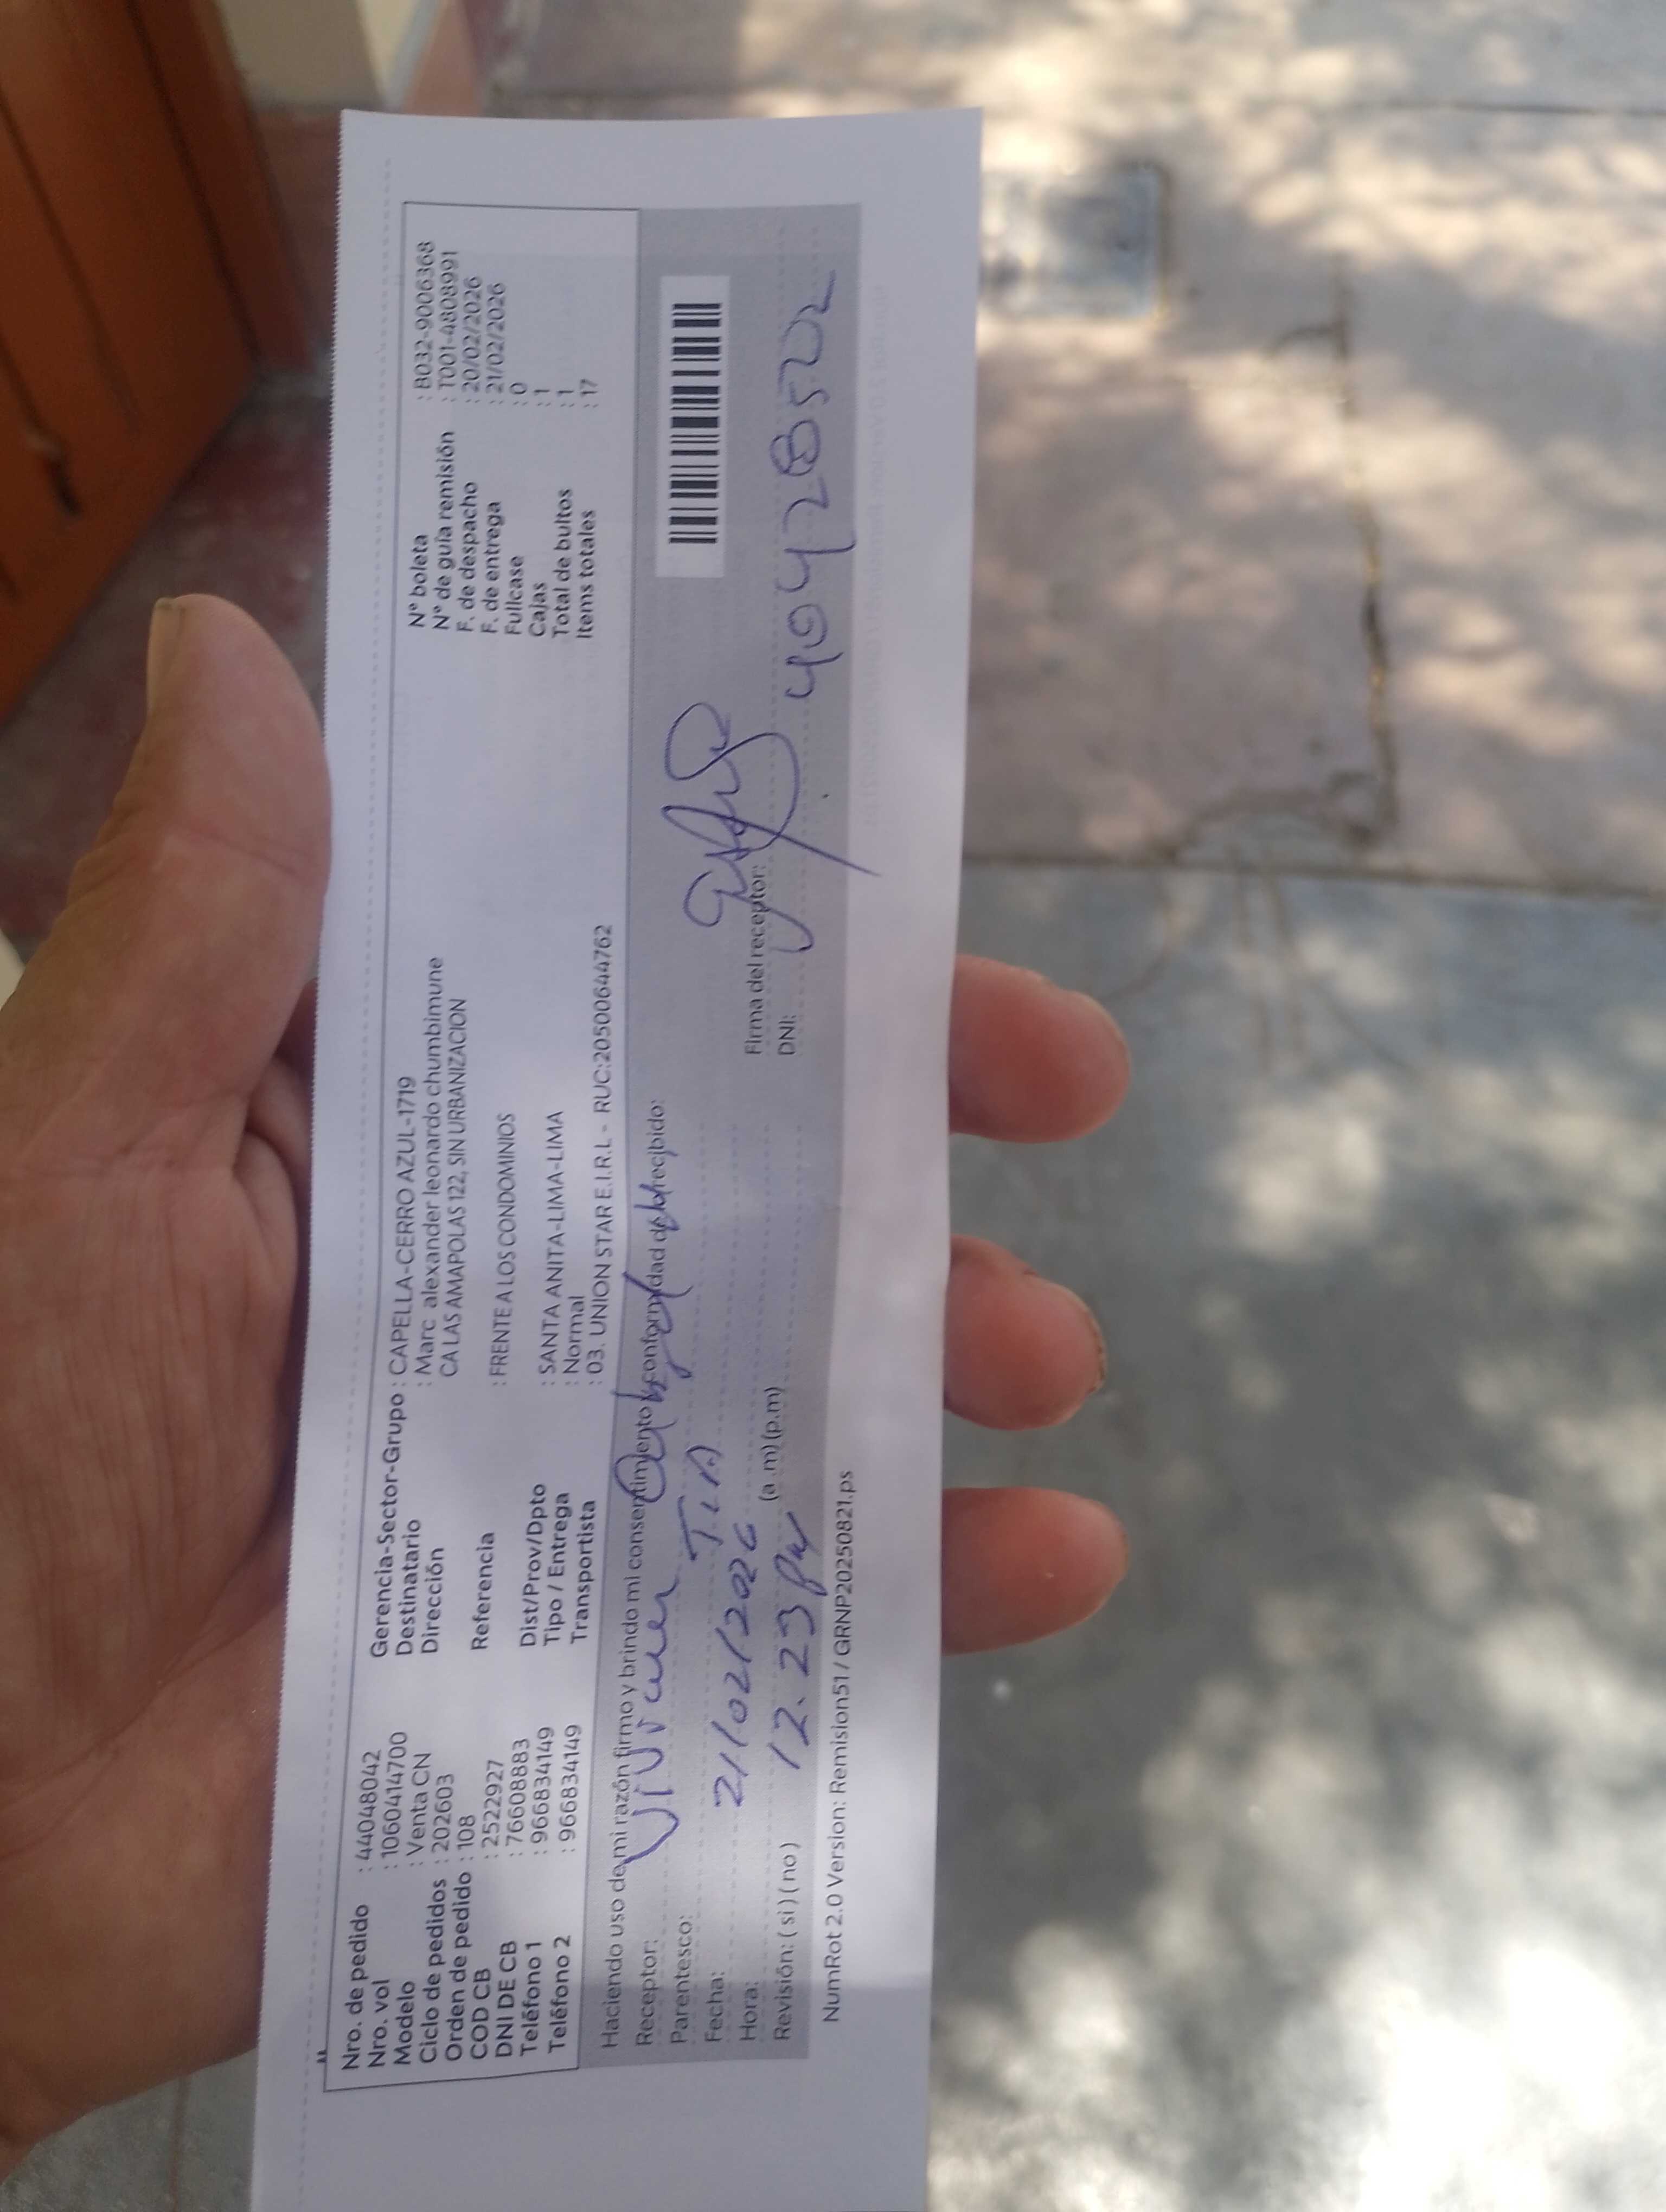 Nro. de pedido : 44048042
Nro. vol : 1060414700
Modelo : Venta CN
Ciclo de pedidos : 202603
Orden de pedido : 108
COD CB : 2522927
DNI DE CB : 76608883
Teléfono 1 : 966834149
Teléfono 2 : 966834149
Gerencia-Sector-Grupo : CAPELLA-CERRO AZUL-1719
Destinatario : Marc alexander leonardo chumbimune
Dirección CA LAS AMAPOLAS 122, SIN URBANIZACION
Referencia : FRENTE A LOS CONDOMINIOS
Dist/Prov/Dpto : SANTA ANITA-LIMA-LIMA
Tipo / Entrega : Normal
Transportista : 03. UNION STAR E.I.R.L - RUC:20500644762
N° boleta : B032-9006368
N° de guía remisión : T001-4808991
F. de despacho : 20/02/2026
F. de entrega : 21/02/2026
Fullcase : 0
Cajas : 1
Total de bultos : 1
Items totales : 17
Haciendo uso de mi razón firmo y brindo mi consentimiento y conformidad de lo recibido:
Receptor:
Parentesco: TIA
Fecha: 21/02/2026
Hora: 12.23 pm (a.m) (p.m)
Revisión: ( si ) ( no )
Firma del receptor:
DNI: 40428502
NumRot 2.0 Version: Remision51 / GRNP20250821.ps